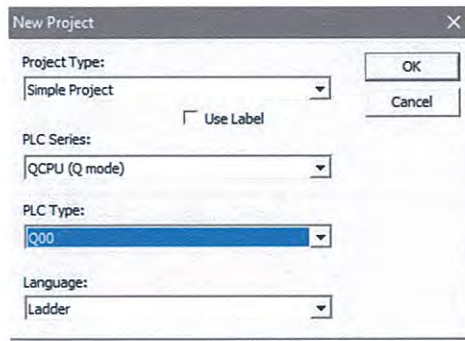 New Project
Project Type:
OK
Simple Project
Cancel
Use Label
PLC Series:
QCPU (Q mode)
PLC Type:
Q00
Language:
Ladder